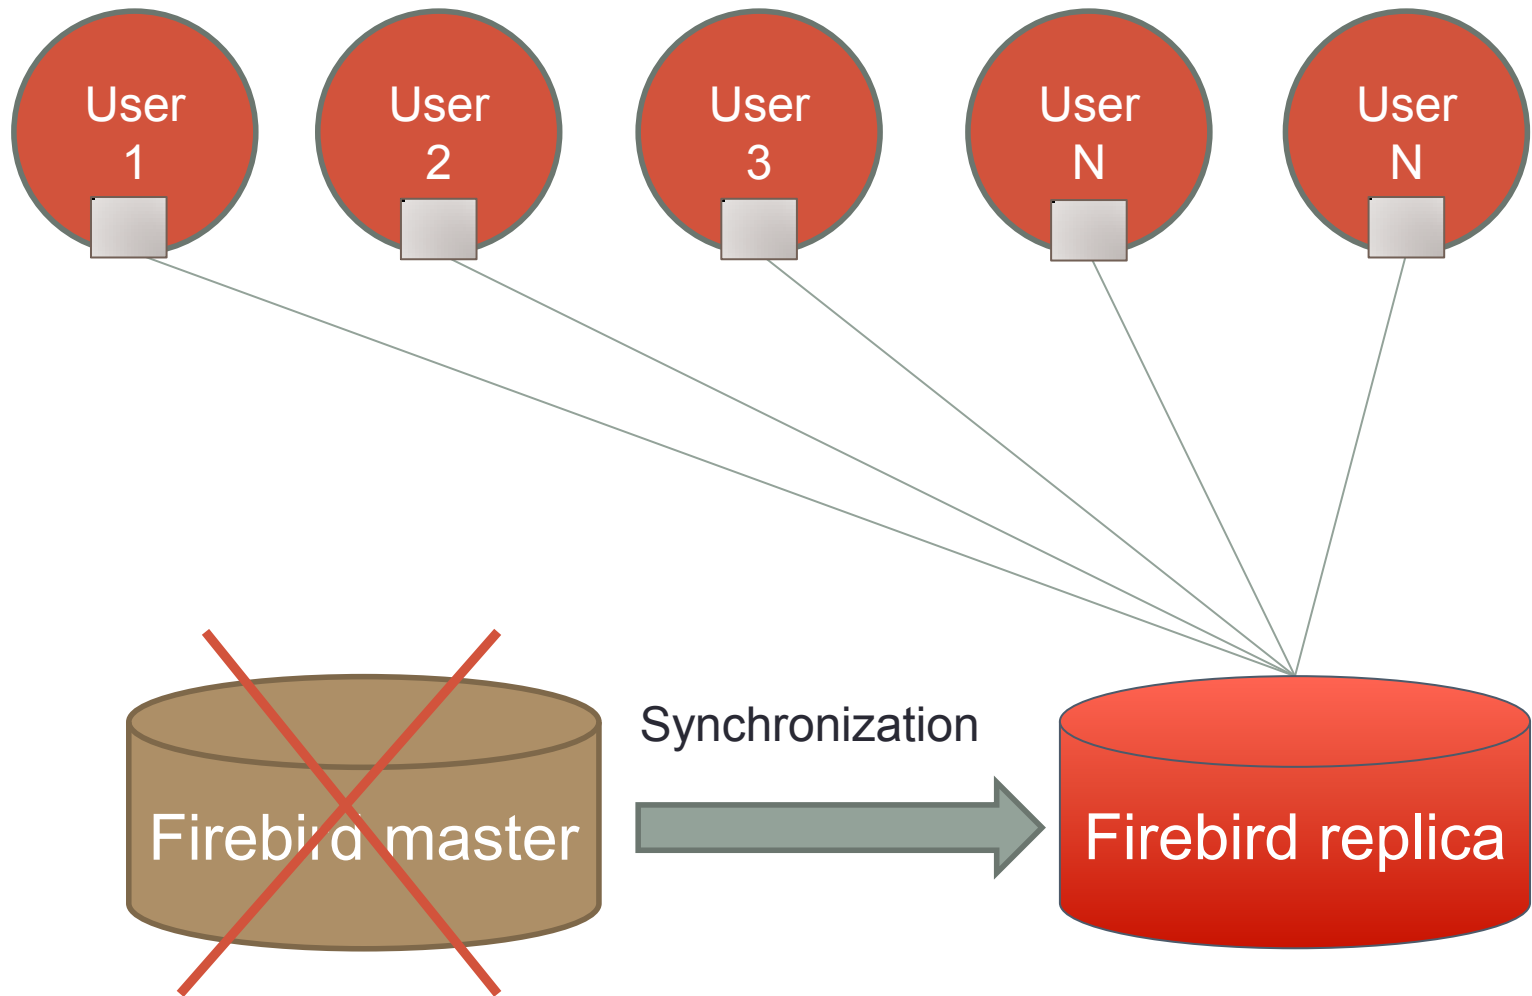 User
1
User
2
User
3
User
N
User
N
Synchronization
Firebird master
Firebird replica